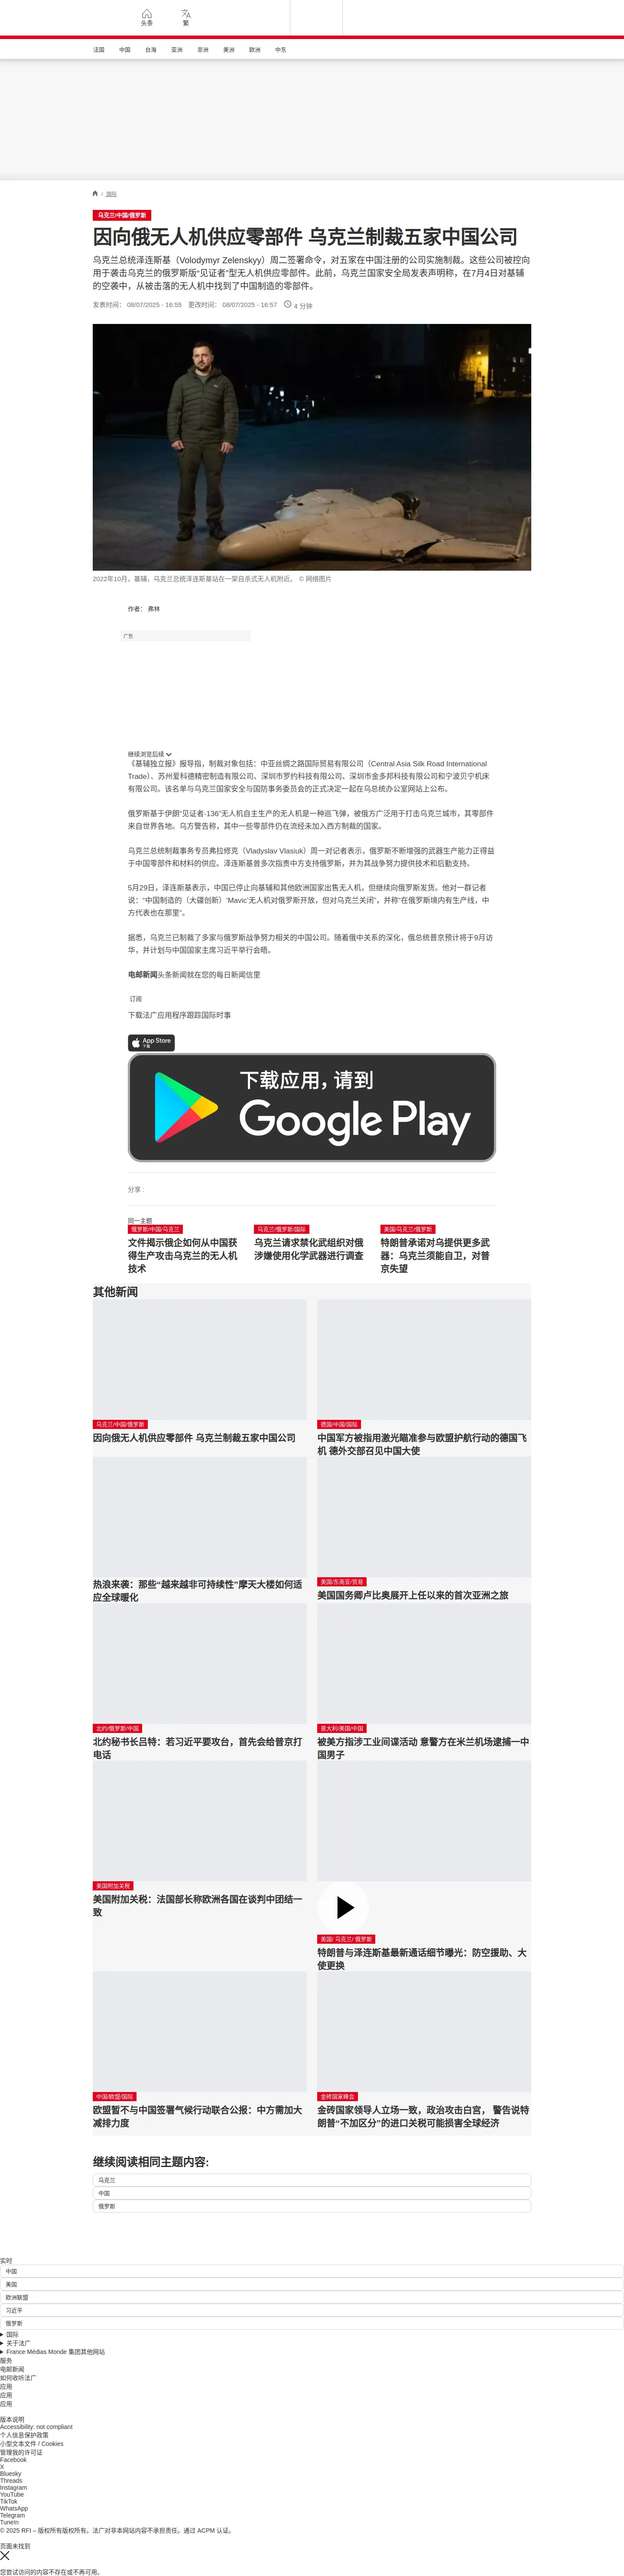 头条
繁
法国
中国
台海
亚洲
非洲
美洲
欧洲
中东
/ 国际
乌克兰/中国/俄罗斯
因向俄无人机供应零部件 乌克兰制裁五家中国公司
乌克兰总统泽连斯基（Volodymyr Zelenskyy）周二签署命令，对五家在中国注册的公司实施制裁。这些公司被控向
用于袭击乌克兰的俄罗斯版“见证者”型无人机供应零部件。此前，乌克兰国家安全局发表声明称，在7月4日对基辅
的空袭中，从被击落的无人机中找到了中国制造的零部件。
发表时间： 08/07/2025 - 16:55 更改时间： 08/07/2025 - 16:57 4 分钟
2022年10月，基辅，乌克兰总统泽连斯基站在一架自杀式无人机附近。 © 网络图片
作者： 弗林
广告
继续浏览后续
《基辅独立报》报导指，制裁对象包括：中亚丝绸之路国际贸易有限公司（Central Asia Silk Road International
Trade）、苏州爱科德精密制造有限公司、深圳市罗约科技有限公司、深圳市金多邦科技有限公司和宁波贝宁机床
有限公司。该名单与乌克兰国家安全与国防事务委员会的正式决定一起在乌总统办公室网站上公布。
俄罗斯基于伊朗“见证者-136”无人机自主生产的无人机是一种巡飞弹，被俄方广泛用于打击乌克兰城市，其零部件
来自世界各地。乌方警告称，其中一些零部件仍在流经未加入西方制裁的国家。
乌克兰总统制裁事务专员弗拉修克（Vladyslav Vlasiuk）周一对记者表示，俄罗斯不断增强的武器生产能力正得益
于中国零部件和材料的供应。泽连斯基曾多次指责中方支持俄罗斯，并为其战争努力提供技术和后勤支持。
5月29日，泽连斯基表示，中国已停止向基辅和其他欧洲国家出售无人机，但继续向俄罗斯发货。他对一群记者
说：“中国制造的（大疆创新）‘Mavic’无人机对俄罗斯开放，但对乌克兰关闭”，并称“在俄罗斯境内有生产线，中
方代表也在那里”。
据悉，乌克兰已制裁了多家与俄罗斯战争努力相关的中国公司。随着俄中关系的深化，俄总统普京预计将于9月访
华，并计划与中国国家主席习近平举行会晤。
电邮新闻头条新闻就在您的每日新闻信里
订阅
下载法广应用程序跟踪国际时事
App Store
下载
下载应用，请到
Google Play
分享 :
同一主题
俄罗斯/中国/乌克兰
文件揭示俄企如何从中国获
得生产攻击乌克兰的无人机
技术
乌克兰/俄罗斯/国际
乌克兰请求禁化武组织对俄
涉嫌使用化学武器进行调查
美国/乌克兰/俄罗斯
特朗普承诺对乌提供更多武
器：乌克兰须能自卫，对普
京失望
其他新闻
乌克兰/中国/俄罗斯
因向俄无人机供应零部件 乌克兰制裁五家中国公司
德国/中国/国际
中国军方被指用激光瞄准参与欧盟护航行动的德国飞
机 德外交部召见中国大使
热浪来袭：那些“越来越非可持续性”摩天大楼如何适
应全球暖化
美国/东南亚/贸易
美国国务卿卢比奥展开上任以来的首次亚洲之旅
北约/俄罗斯/中国
北约秘书长吕特：若习近平要攻台，首先会给普京打
电话
意大利/美国/中国
被美方指涉工业间谍活动 意警方在米兰机场逮捕一中
国男子
美国附加关税
美国附加关税：法国部长称欧洲各国在谈判中团结一
致
美国/ 乌克兰/ 俄罗斯
特朗普与泽连斯基最新通话细节曝光：防空援助、大
使更换
中国/欧盟/国际
欧盟暂不与中国签署气候行动联合公报：中方需加大
减排力度
金砖国家峰会
金砖国家领导人立场一致，政治攻击白宫， 警告说特
朗普“不加区分”的进口关税可能损害全球经济
继续阅读相同主题内容:
乌克兰
中国
俄罗斯
实时
中国
美国
欧洲联盟
习近平
俄罗斯
国际
关于法广
France Médias Monde 集团其他网站
服务
电邮新闻
如何收听法广
应用
应用
应用
版本说明
Accessibility: not compliant
个人信息保护政策
小型文本文件 / Cookies
管理我的许可证
Facebook
X
Bluesky
Threads
Instagram
YouTube
TikTok
WhatsApp
Telegram
TuneIn
© 2025 RFI – 版权所有版权所有。法广对非本网站内容不承担责任。通过 ACPM 认证。
页面未找到
您尝试访问的内容不存在或不再可用。